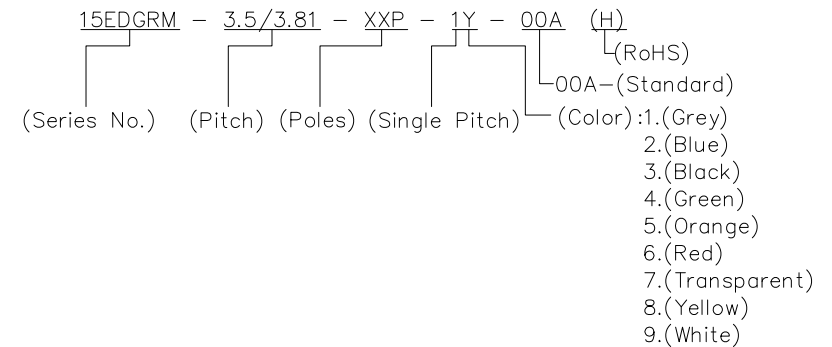 15EDGRM - 3.5/3.81 - XXP - 1Y - 00A (H)
(RoHS)
00A-(Standard)
(Series No.) (Pitch) (Poles) (Single Pitch) (Color):1.(Grey)
2.(Blue)
3.(Black)
4.(Green)
5.(Orange)
6.(Red)
7.(Transparent)
8.(Yellow)
9.(White)